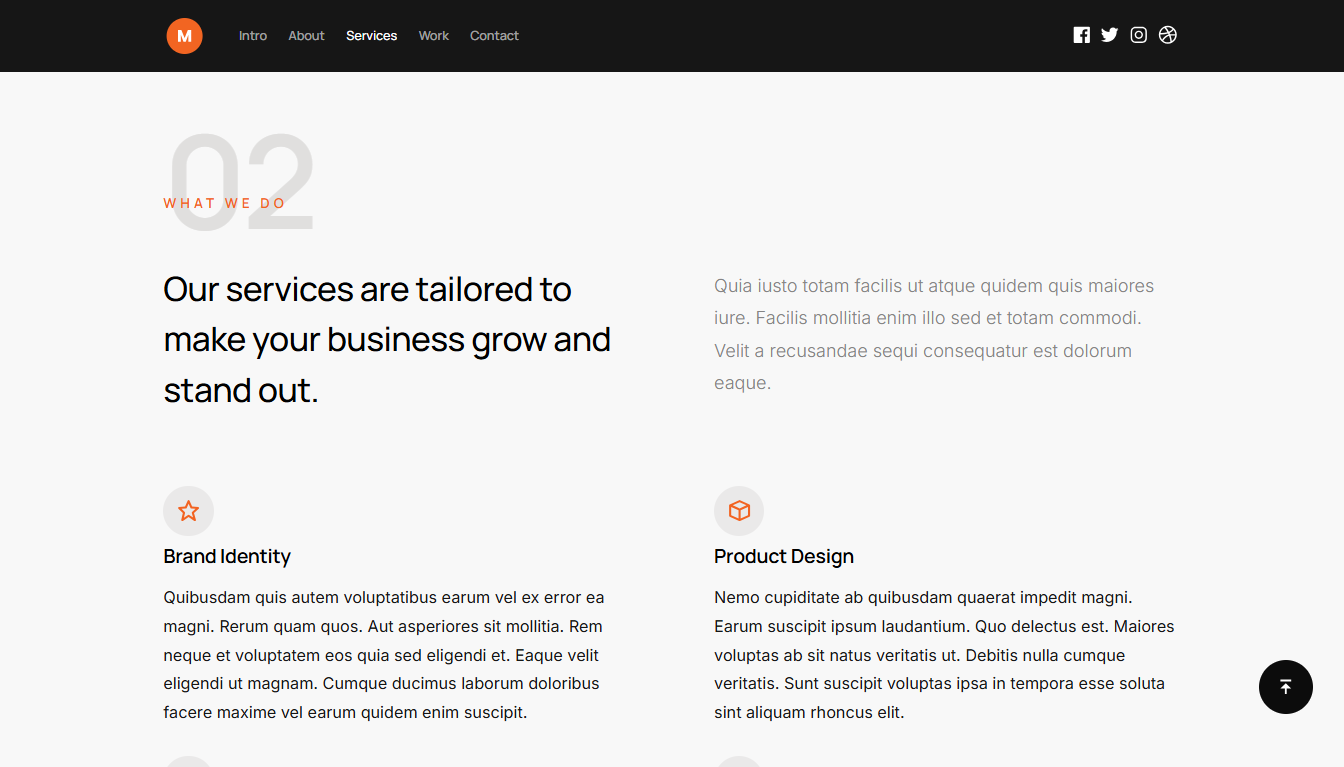 M
Intro About Services Work Contact
02
WHAT WE DO
Our services are tailored to
make your business grow and
stand out.
Quia iusto totam facilis ut atque quidem quis maiores
iure. Facilis mollitia enim illo sed et totam commodi.
Velit a recusandae sequi consequatur est dolorum
eaque.
Brand Identity
Quibusdam quis autem voluptatibus earum vel ex error ea
magni. Rerum quam quos. Aut asperiores sit mollitia. Rem
neque et voluptatem eos quia sed eligendi et. Eaque velit
eligendi ut magnam. Cumque ducimus laborum doloribus
facere maxime vel earum quidem enim suscipit.
Product Design
Nemo cupiditate ab quibusdam quaerat impedit magni.
Earum suscipit ipsum laudantium. Quo delectus est. Maiores
voluptas ab sit natus veritatis ut. Debitis nulla cumque
veritatis. Sunt suscipit voluptas ipsa in tempora esse soluta
sint aliquam rhoncus elit.